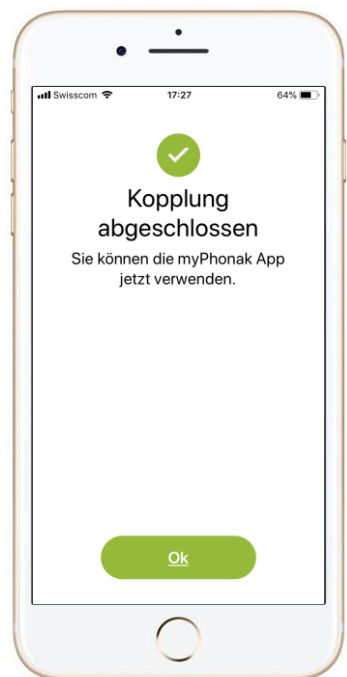 Swisscom 17:27 64%
Kopplung
abgeschlossen
Sie können die myPhonak App
jetzt verwenden.
Ok